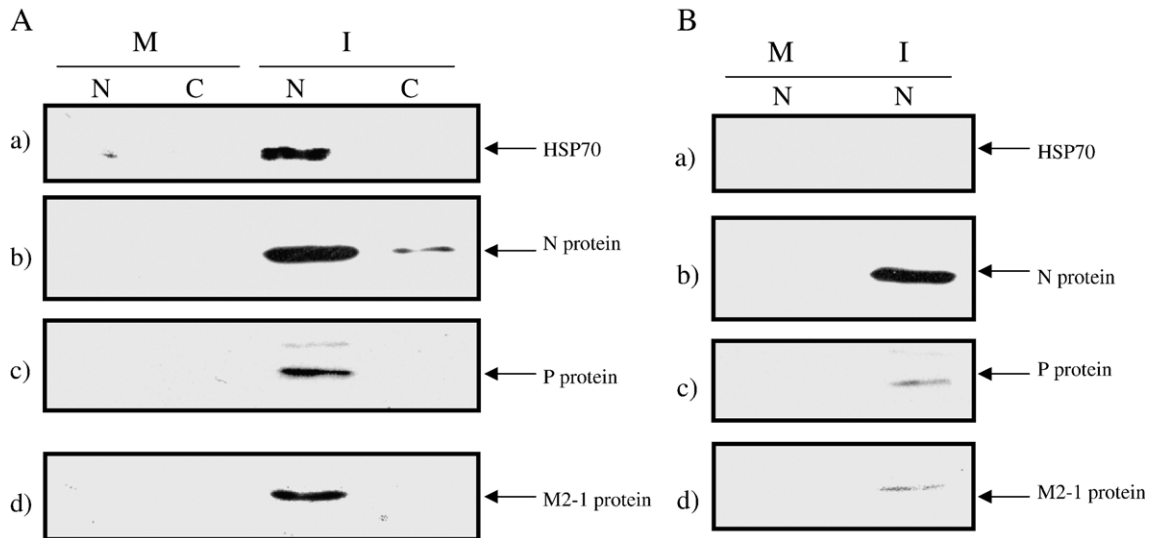 A
M I
N C N C
a) HSP70
b) N protein
c) P protein
d) M2-1 protein
B
M I
N N
a) HSP70
b) N protein
c) P protein
d) M2-1 protein